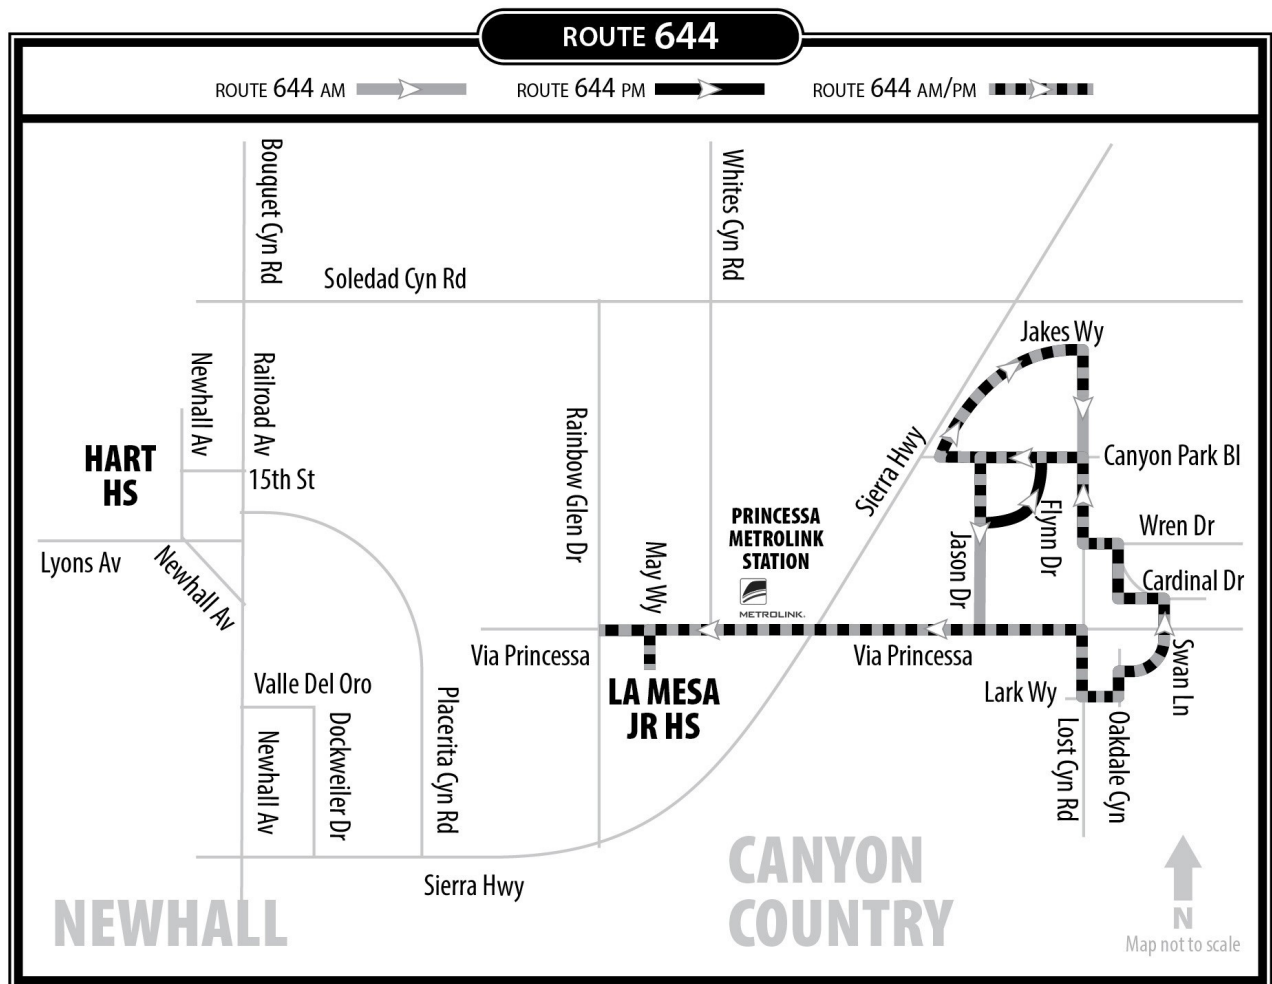 ROUTE 644
ROUTE 644 AM
ROUTE 644 PM
ROUTE 644 AM/PM
Bouquet Cyn Rd
Whites Cyn Rd
Soledad Cyn Rd
Jakes Wy
Newhall Av
Railroad Av
Rainbow Glen Dr
Sierra Hwy
HART
HS
15th St
Canyon Park Bl
PRINCESSA
METROLINK
STATION
METROLINK.
Flynn Dr
Jason Dr
Wren Dr
Lyons Av
Newhall Av
May Wy
Cardinal Dr
Via Princessa
Via Princessa
Swan Ln
LA MESA
JR HS
Lark Wy
Valle Del Oro
Placerita Cyn Rd
Dockweiler Dr
Newhall Av
Lost Cyn Rd
Oakdale Cyn
Sierra Hwy
CANYON
COUNTRY
NEWHALL
N
Map not to scale